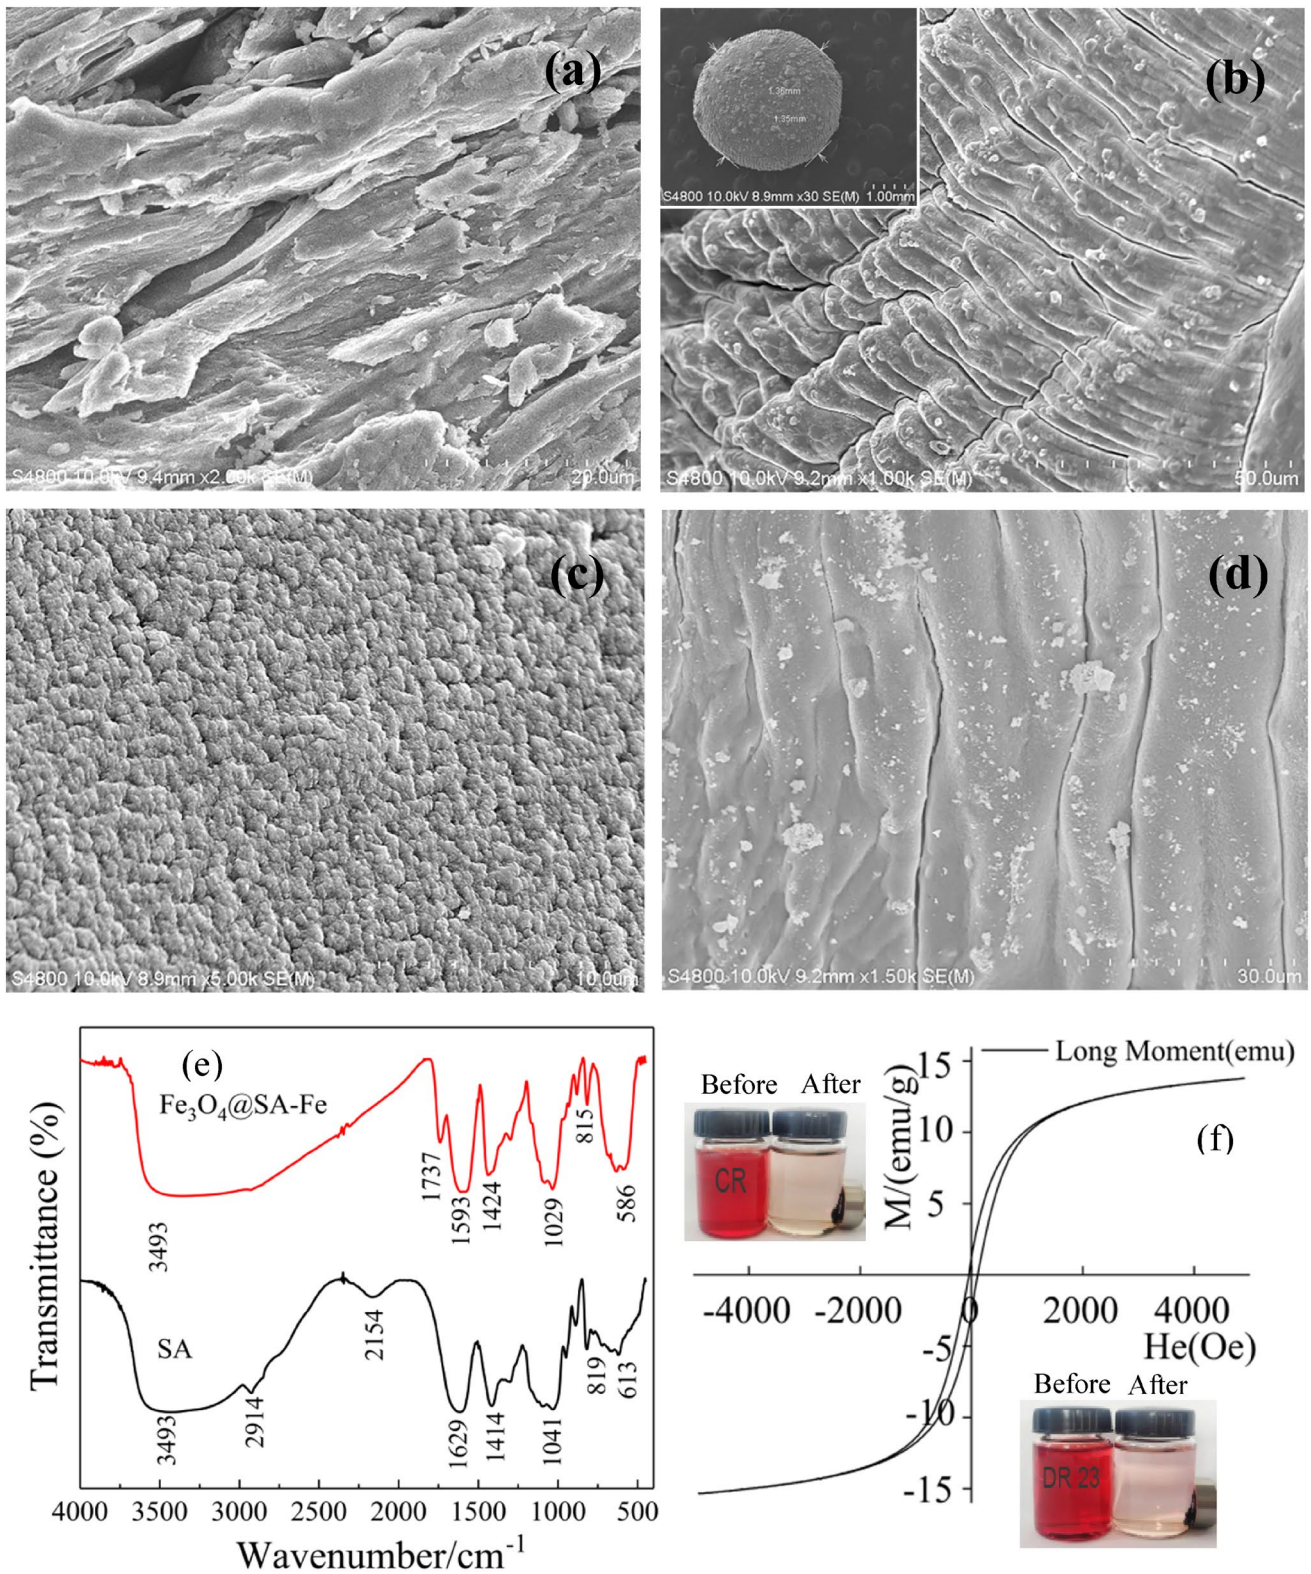 (a)
S4800 10.0kV 9.4mm x2.00k SE(M) 20.0um
(b)
1.36mm
1.35mm
S4800 10.0kV 8.9mm x30 SE(M) 1.00mm
S4800 10.0kV 9.2mm x1.00k SE(M) 50.0um
(c)
S4800 10.0kV 8.9mm x5.00k SE(M) 10.0um
(d)
S4800 10.0kV 9.2mm x1.50k SE(M) 30.0um
(e)
Fe3O4@SA-Fe
3493
1737
1593
1424
1029
815
586
SA
3493
2914
2154
1629
1414
1041
819
613
Transmittance (%)
4000 3500 3000 2500 2000 1500 1000 500
Wavenumber/cm-1
(f)
Long Moment(emu)
M/(emu/g)
15
10
5
-4000 -2000 0 2000 4000
He(Oe)
-5
-10
-15
Before After
CR
Before After
DR 23